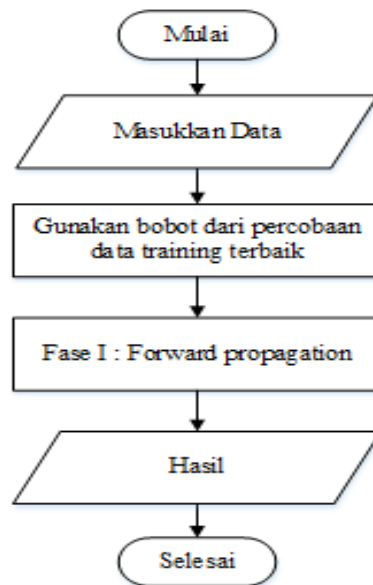 Mulai
Masukkan Data
Gunakan bobot dari percobaan
data training terbaik
Fase I : Forward propagation
Hasil
Selesai